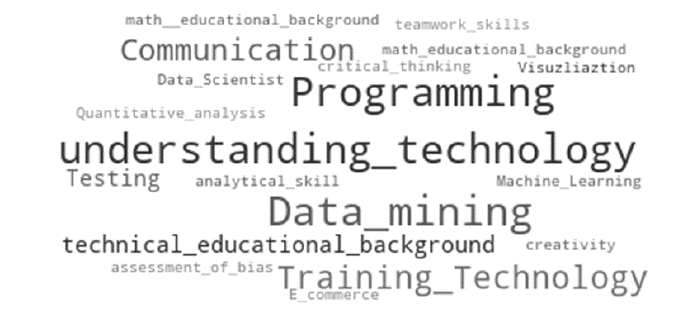 math__educational_background teamwork_skills
Communication math_educational_background
critical_thinking Visuzliaztion
Data_Scientist Programming
Quantitative_analysis
understanding_technology
Testing analytical_skill Machine_Learning
Data_mining
technical_educational_background creativity
assessment_of_bias Training_Technology
E_commerce